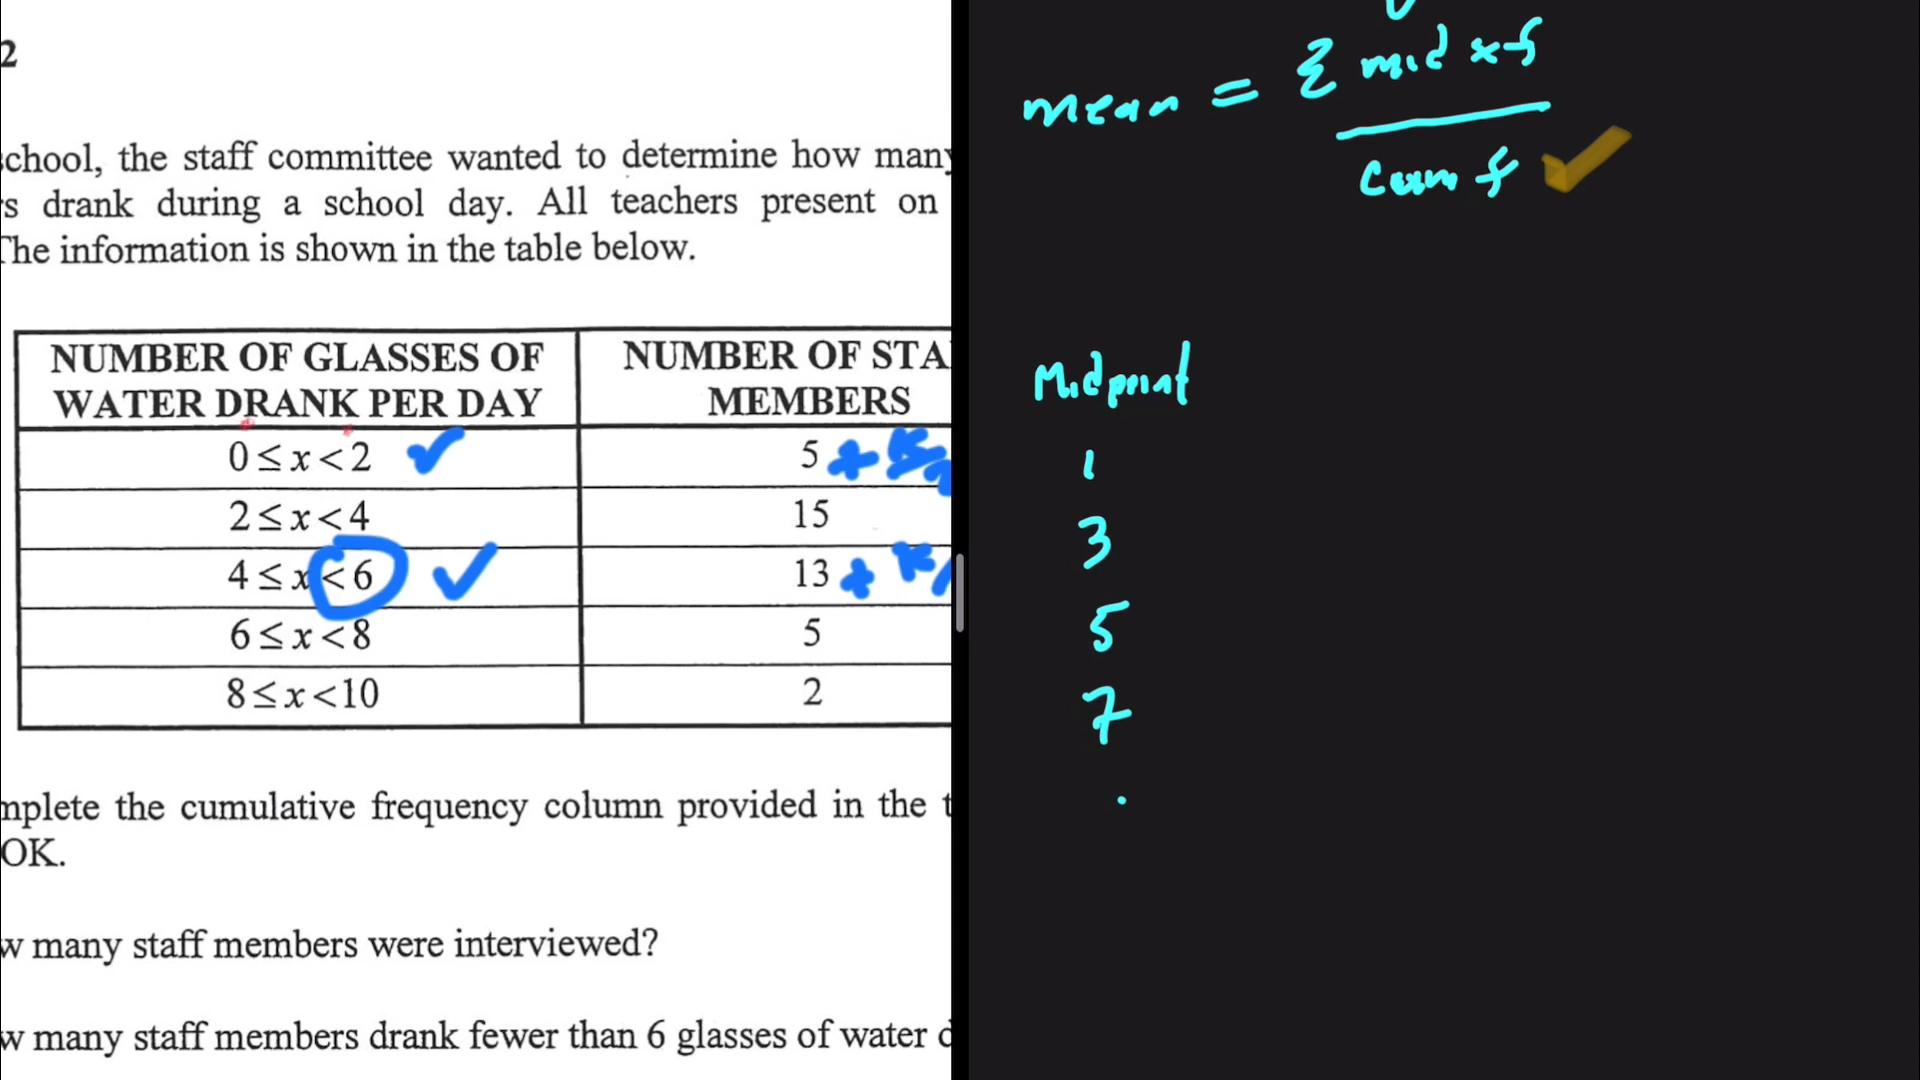 2
school, the staff committee wanted to determine how many
s drank during a school day. All teachers present on
The information is shown in the table below.
NUMBER OF GLASSES OF WATER DRANK PER DAY
NUMBER OF STA
MEMBERS
0 ≤ x < 2
5 +
2 ≤ x < 4
15
4 ≤ x < 6
13 +
6 ≤ x < 8
5
8 ≤ x < 10
2
mplete the cumulative frequency column provided in the t
OK.
w many staff members were interviewed?
w many staff members drank fewer than 6 glasses of water d
mean = Σ mid x f
cum f
Midpoint
1
3
5
7